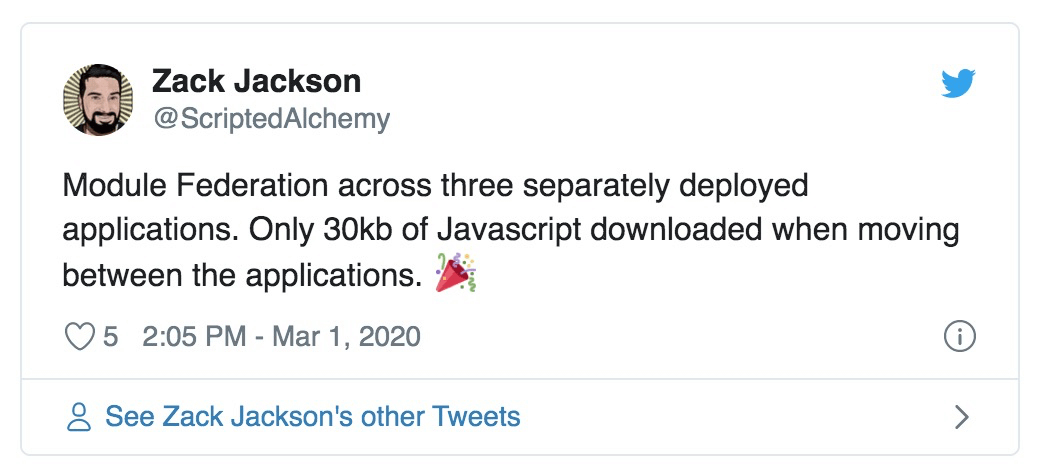 Zack Jackson
@ScriptedAlchemy
Module Federation across three separately deployed
applications. Only 30kb of Javascript downloaded when moving
between the applications. 🎉
5 2:05 PM - Mar 1, 2020
See Zack Jackson's other Tweets